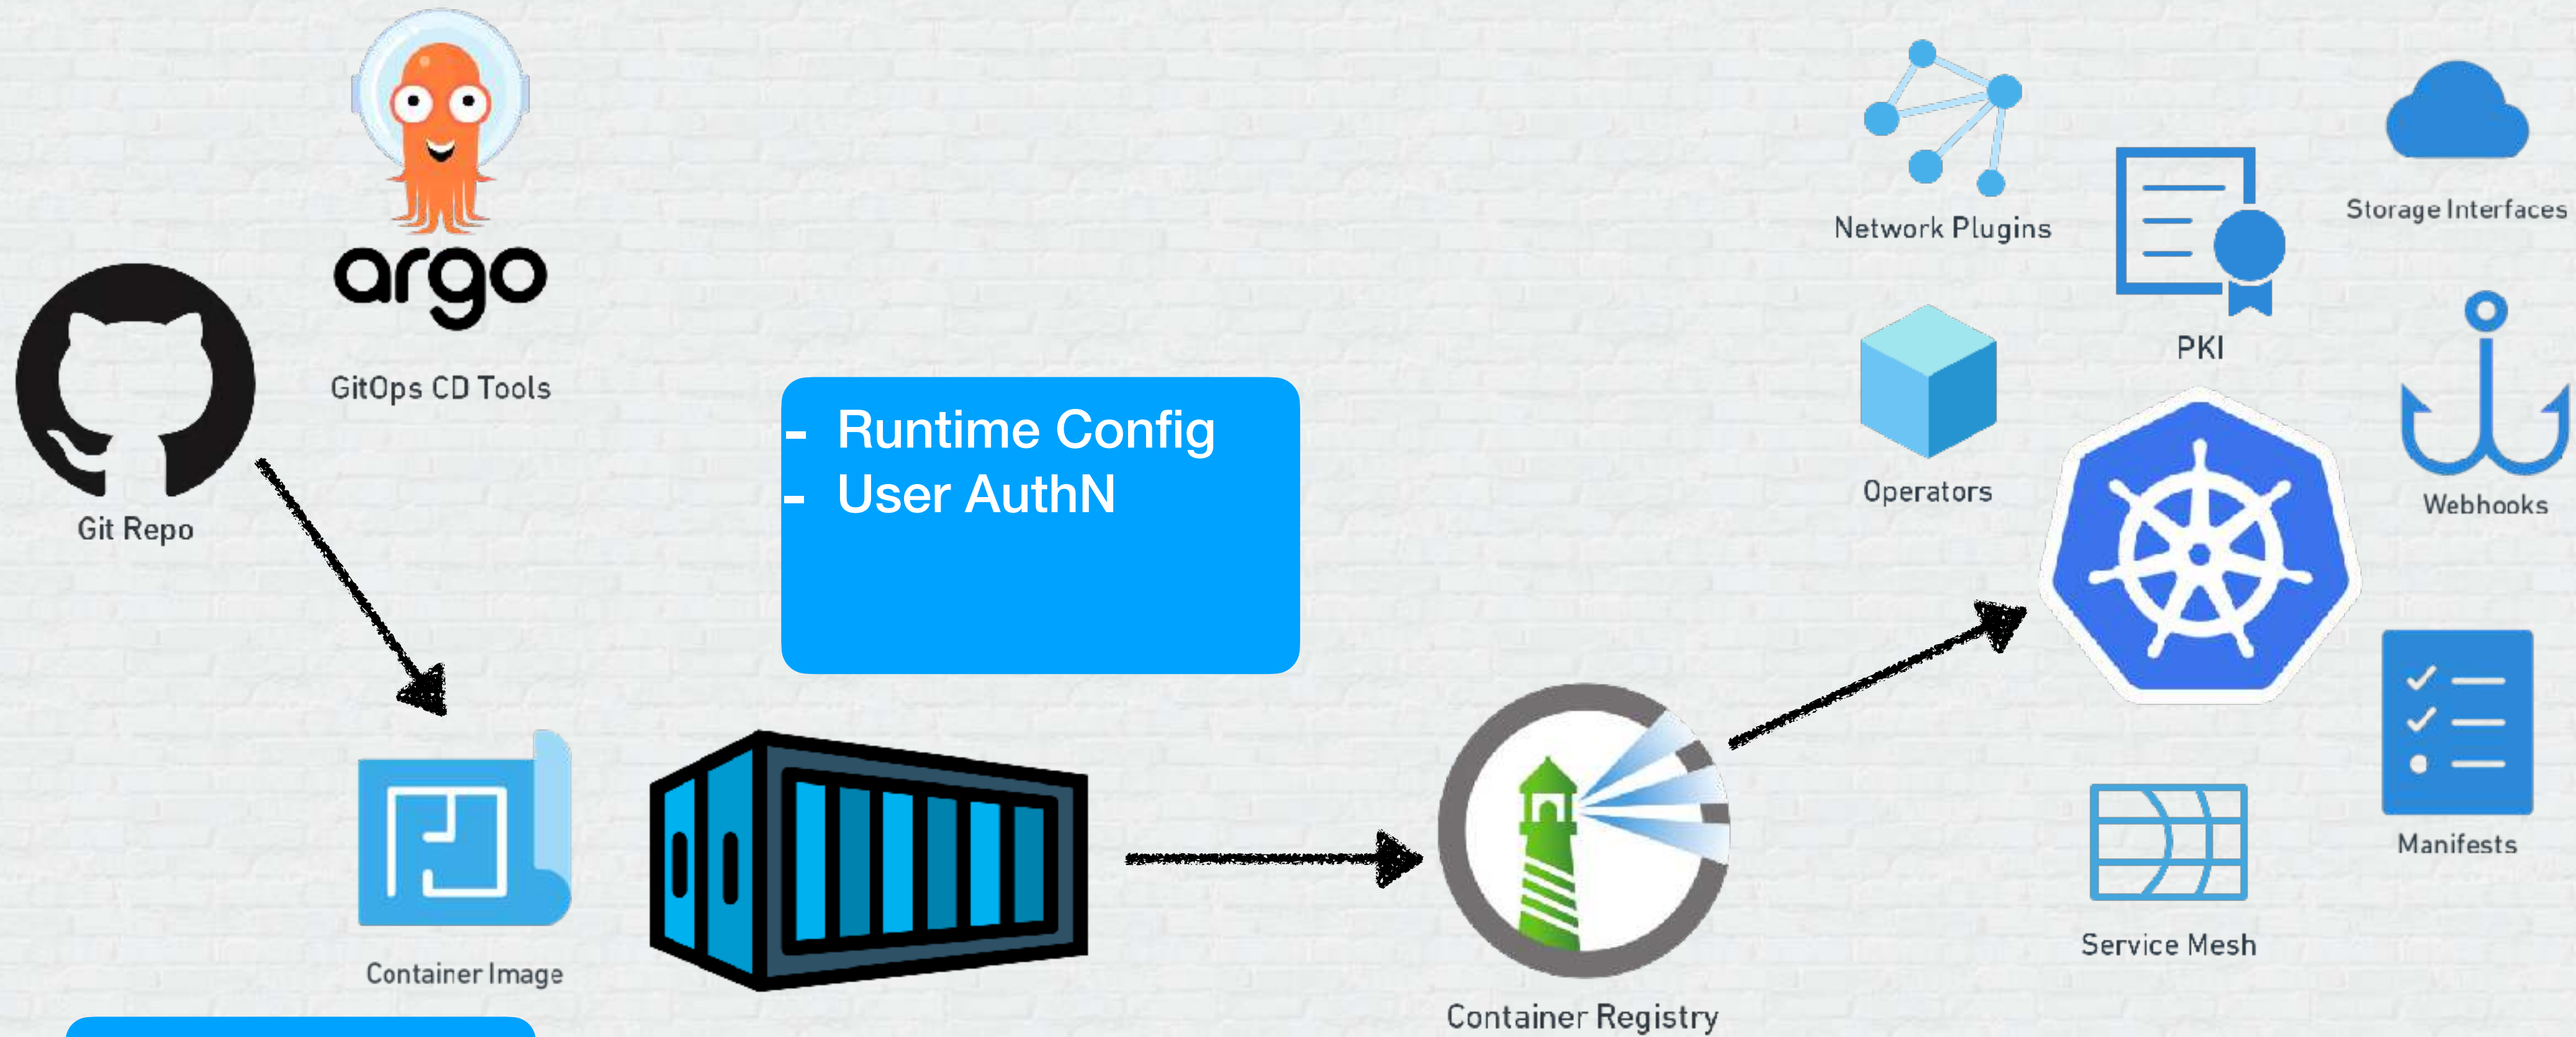 argo
GitOps CD Tools
Git Repo
- Runtime Config
- User AuthN
Container Image
Container Registry
Network Plugins
Storage Interfaces
PKI
Operators
Webhooks
Manifests
Service Mesh